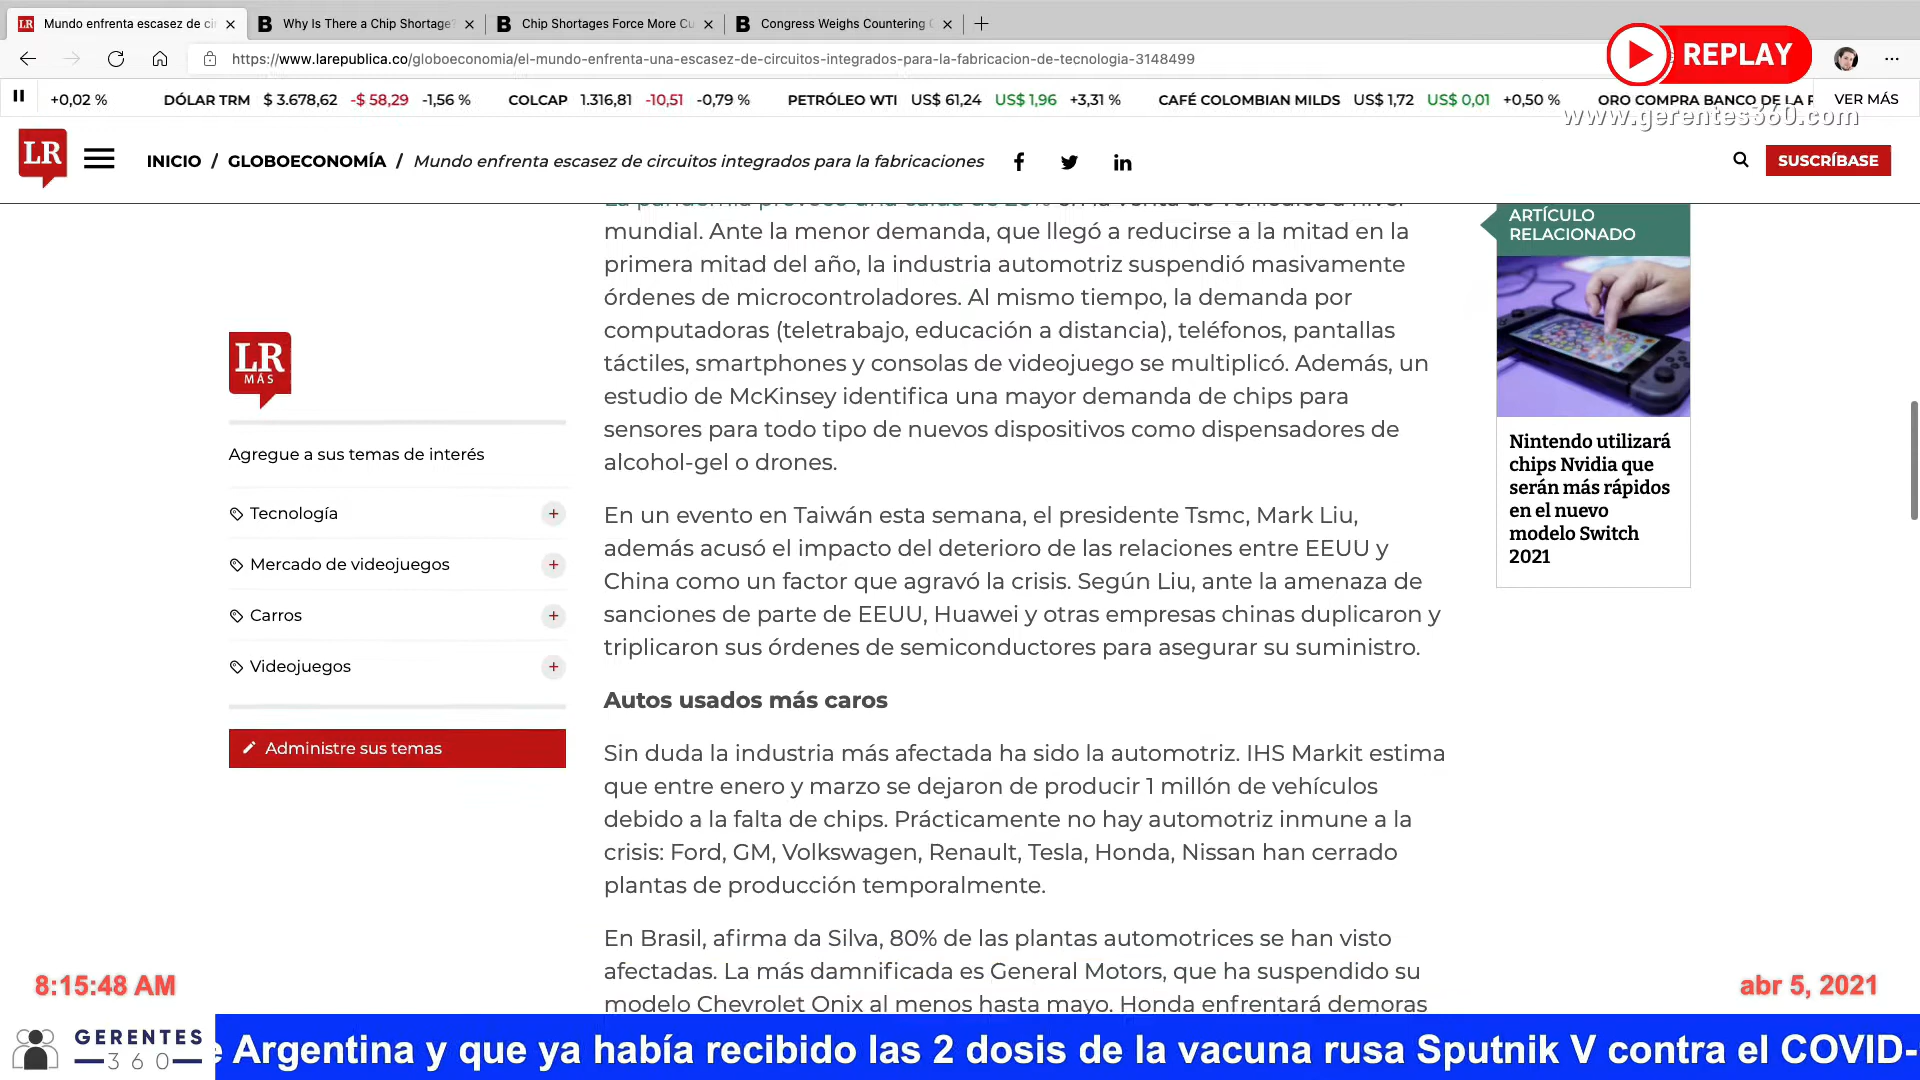 Mundo enfrenta escasez de ci
Why Is There a Chip Shortage?
Chip Shortages Force More Cu
Congress Weighs Countering
https://www.larepublica.co/globoeconomia/el-mundo-enfrenta-una-escasez-de-circuitos-integrados-para-la-fabricacion-de-tecnologia-3148499
REPLAY
+0,02 % DÓLAR TRM $ 3.678,62 -$ 58,29 -1,56 % COLCAP 1.316,81 -10,51 -0,79 % PETRÓLEO WTI US$ 61,24 US$ 1,96 +3,31 % CAFÉ COLOMBIAN MILDS US$ 1,72 US$ 0,01 +0,50 % ORO COMPRA BANCO DE LA VER MÁS
www.gerentes360.com
LR
INICIO / GLOBOECONOMÍA / Mundo enfrenta escasez de circuitos integrados para la fabricaciones
SUSCRÍBASE
La pandemia provocó una caída de 20% en la venta de vehículos a nivel
mundial. Ante la menor demanda, que llegó a reducirse a la mitad en la
primera mitad del año, la industria automotriz suspendió masivamente
órdenes de microcontroladores. Al mismo tiempo, la demanda por
computadoras (teletrabajo, educación a distancia), teléfonos, pantallas
táctiles, smartphones y consolas de videojuego se multiplicó. Además, un
estudio de McKinsey identifica una mayor demanda de chips para
sensores para todo tipo de nuevos dispositivos como dispensadores de
alcohol-gel o drones.
En un evento en Taiwán esta semana, el presidente Tsmc, Mark Liu,
además acusó el impacto del deterioro de las relaciones entre EEUU y
China como un factor que agravó la crisis. Según Liu, ante la amenaza de
sanciones de parte de EEUU, Huawei y otras empresas chinas duplicaron y
triplicaron sus órdenes de semiconductores para asegurar su suministro.
Autos usados más caros
Sin duda la industria más afectada ha sido la automotriz. IHS Markit estima
que entre enero y marzo se dejaron de producir 1 millón de vehículos
debido a la falta de chips. Prácticamente no hay automotriz inmune a la
crisis: Ford, GM, Volkswagen, Renault, Tesla, Honda, Nissan han cerrado
plantas de producción temporalmente.
En Brasil, afirma da Silva, 80% de las plantas automotrices se han visto
afectadas. La más damnificada es General Motors, que ha suspendido su
modelo Chevrolet Onix al menos hasta mayo. Honda enfrentará demoras
LR
MÁS
Agregue a sus temas de interés
Tecnología +
Mercado de videojuegos +
Carros +
Videojuegos +
Administre sus temas
ARTÍCULO
RELACIONADO
Nintendo utilizará
chips Nvidia que
serán más rápidos
en el nuevo
modelo Switch
2021
8:15:48 AM
abr 5, 2021
GERENTES
360
e Argentina y que ya había recibido las 2 dosis de la vacuna rusa Sputnik V contra el COVID-